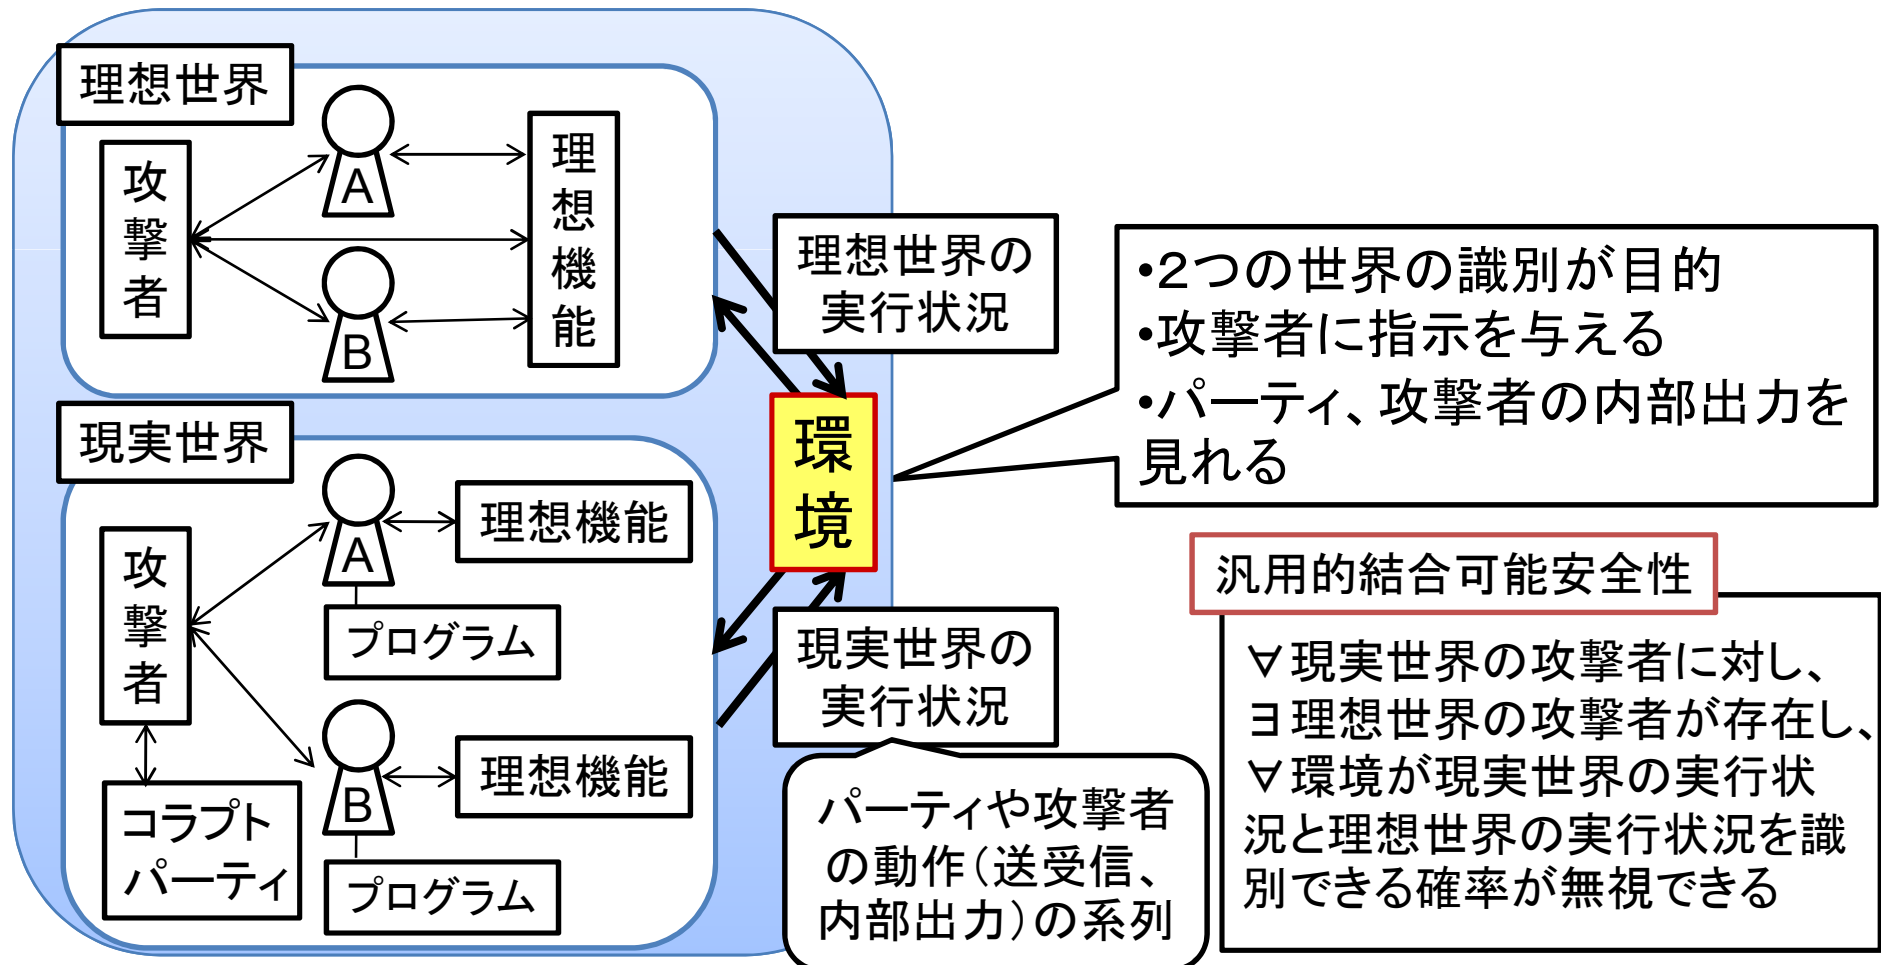 理想世界
攻撃者
A
B
理想機能
現実世界
攻撃者
A
理想機能
プログラム
B
理想機能
プログラム
コラプト
パーティ
理想世界の
実行状況
環境
現実世界の
実行状況
パーティや攻撃者
の動作(送受信、
内部出力)の系列
•２つの世界の識別が目的
•攻撃者に指示を与える
•パーティ、攻撃者の内部出力を
見れる
汎用的結合可能安全性
∀現実世界の攻撃者に対し、
∃理想世界の攻撃者が存在し、
∀環境が現実世界の実行状
況と理想世界の実行状況を識
別できる確率が無視できる